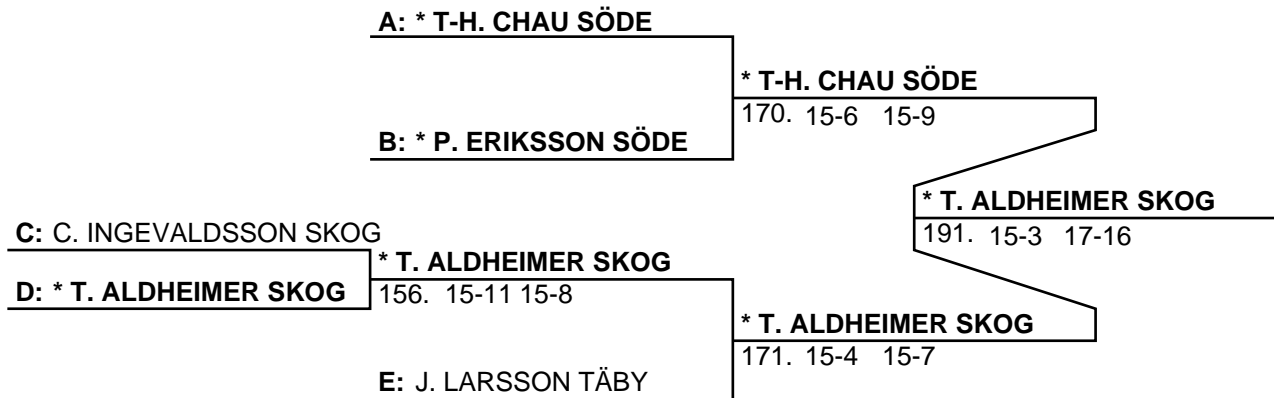 A: * T-H. CHAU SÖDE
* T-H. CHAU SÖDE
170. 15-6 15-9
B: * P. ERIKSSON SÖDE
* T. ALDHEIMER SKOG
191. 15-3 17-16
C: C. INGEVALDSSON SKOG
* T. ALDHEIMER SKOG
D: * T. ALDHEIMER SKOG
156. 15-11 15-8
* T. ALDHEIMER SKOG
171. 15-4 15-7
E: J. LARSSON TÄBY